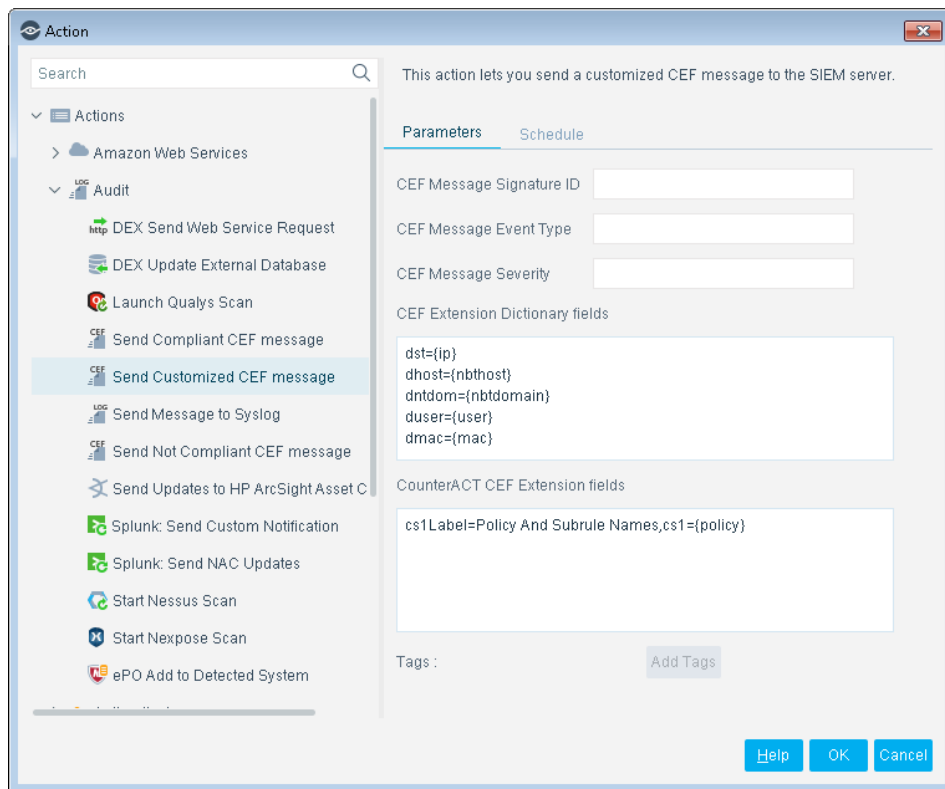 Action
Search
This action lets you send a customized CEF message to the SIEM server.
Actions
Parameters
Schedule
Amazon Web Services
CEF Message Signature ID
LOG
Audit
CEF Message Event Type
http
DEX Send Web Service Request
DEX Update External Database
CEF Message Severity
Launch Qualys Scan
CEF Extension Dictionary fields
CEF
Send Compliant CEF message
dst={ip}
dhost={nbthost}
dntdom={nbtdomain}
duser={user}
dmac={mac}
CEF
Send Customized CEF message
LOG
Send Message to Syslog
CEF
Send Not Compliant CEF message
Send Updates to HP ArcSight Asset C
CounterACT CEF Extension fields
Splunk: Send Custom Notification
cs1Label=Policy And Subrule Names,cs1={policy}
Splunk: Send NAC Updates
Start Nessus Scan
Start Nexpose Scan
ePO Add to Detected System
Tags :
Add Tags
Help
OK
Cancel